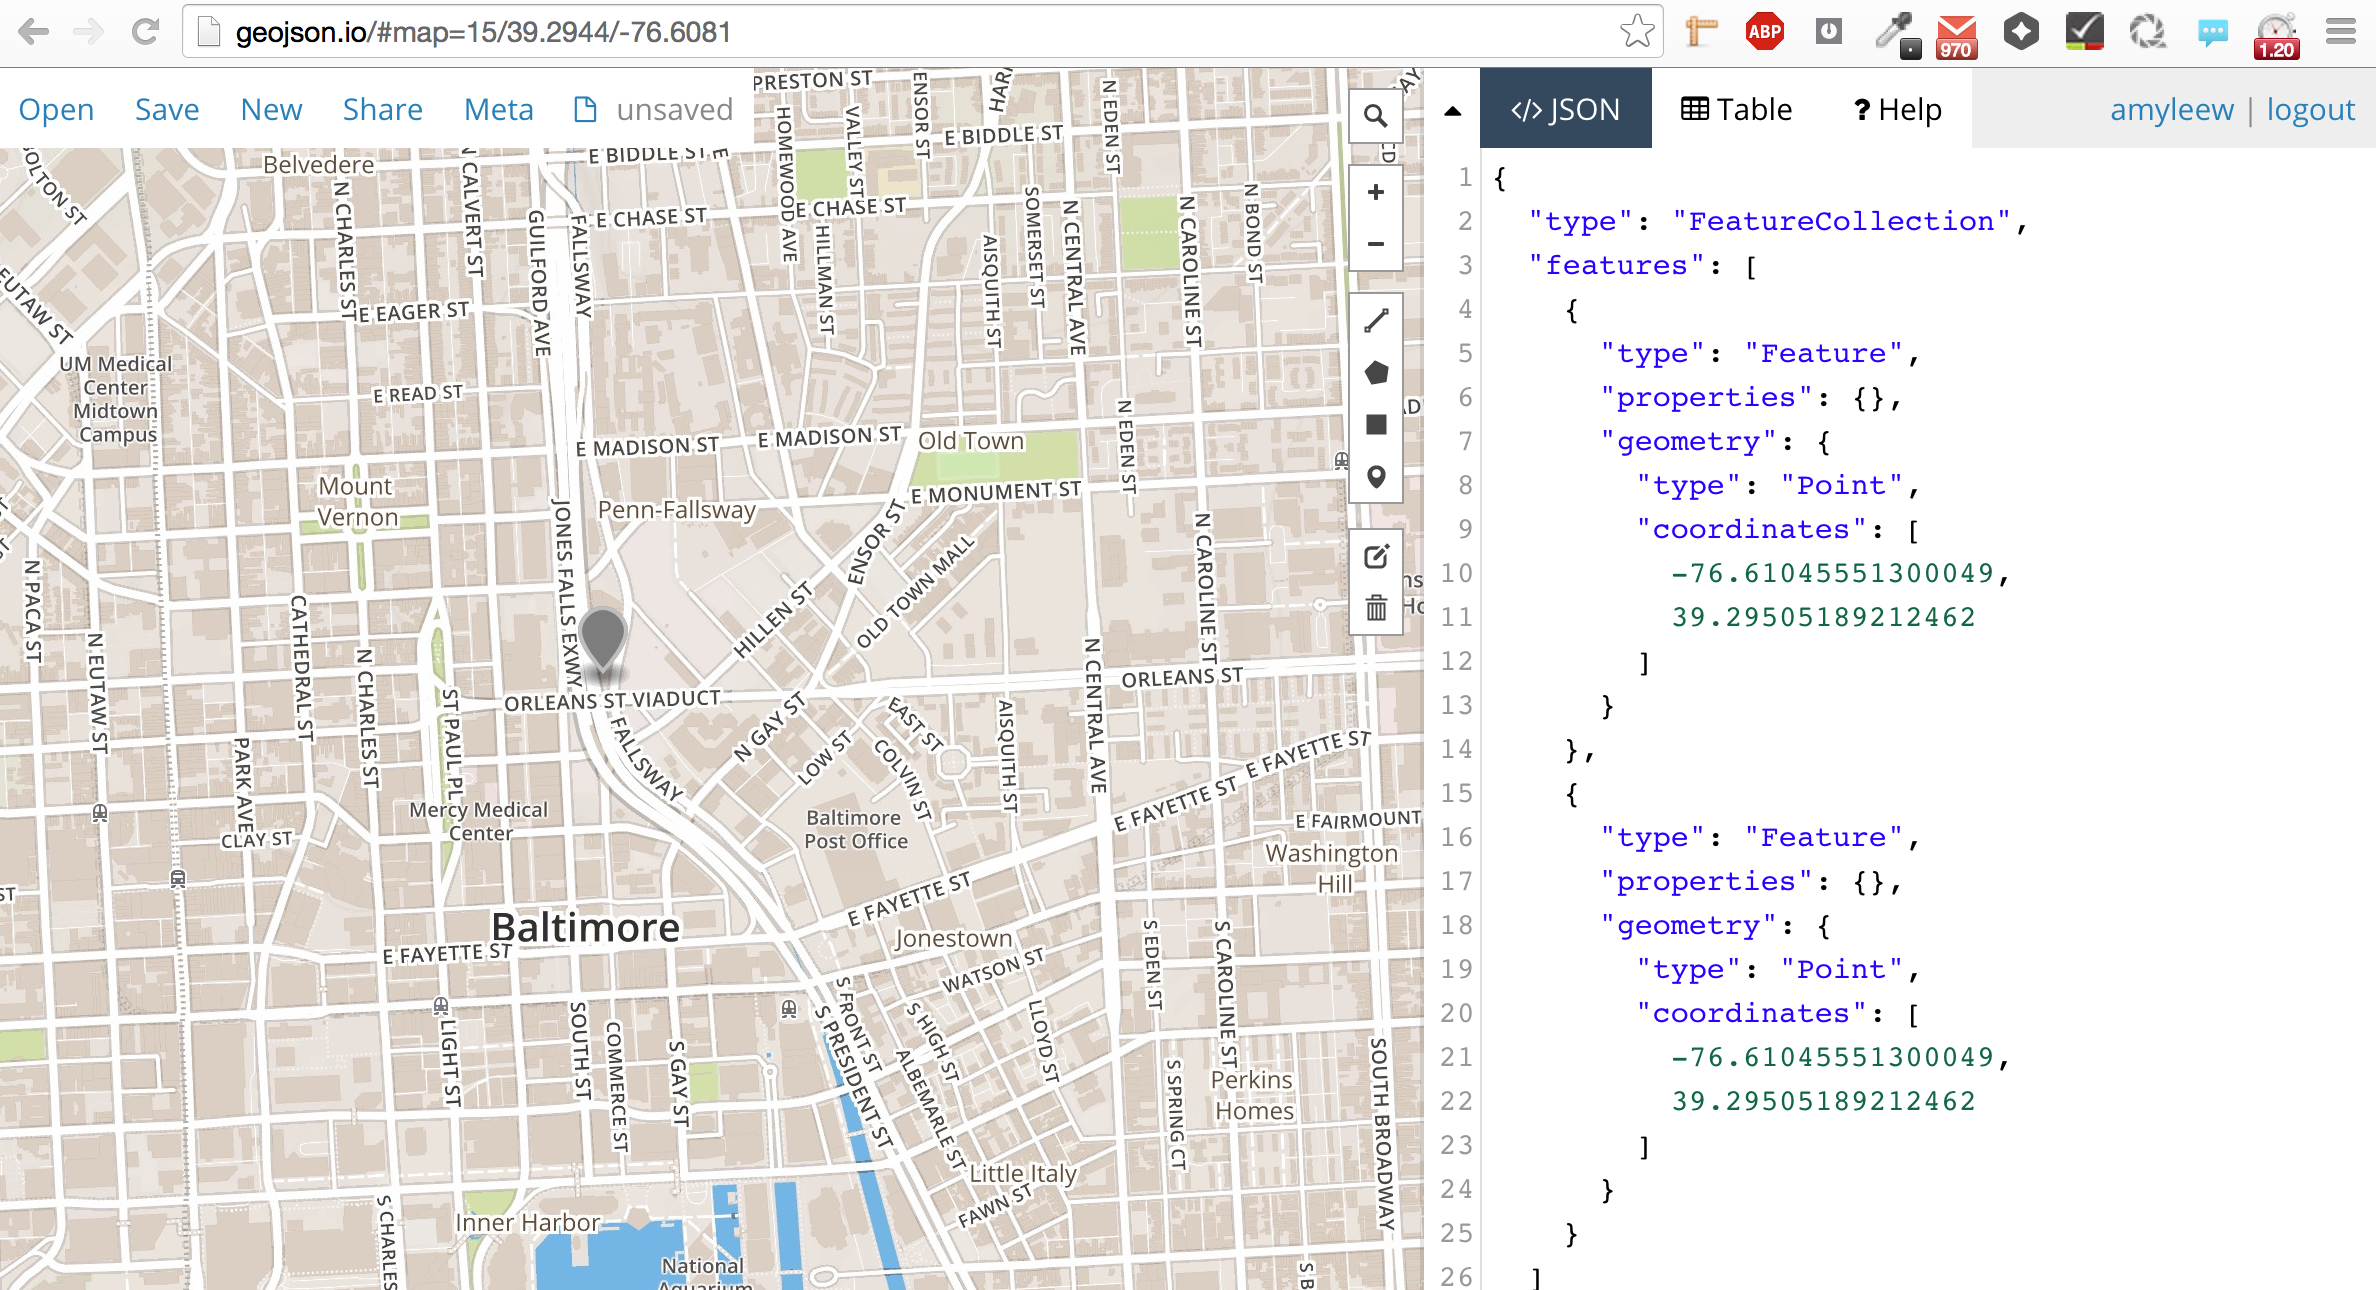 geojson.io/#map=15/39.2944/-76.6081
ABP
970
1.20
Open Save New Share Meta unsaved
</> JSON
Table
? Help
amyleew | logout
PRESTON ST
HOMEWOOD AVE
VALLEY ST
ENSOR ST
N EDEN ST
E BIDDLE ST
E BIDDLE ST
Belvedere
N CALVERT ST
N CHARLES ST
GUILFORD AVE
FALLSWAY
E CHASE ST
E CHASE ST
HILLMAN ST
AISQUITH ST
SOMERSET ST
N CENTRAL AVE
N CAROLINE ST
N BOND ST
EUTAW ST
E EAGER ST
UM Medical
Center
Midtown
Campus
E READ ST
E MADISON ST
E MADISON ST
Old Town
N EDEN ST
Mount
Vernon
Penn-Fallsway
E MONUMENT ST
JONES FALLS EXWY
ENSOR ST
OLD TOWN MALL
HILLEN ST
N CAROLINE ST
N PACA ST
N EUTAW ST
CATHEDRAL ST
N CHARLES ST
ST PAUL PL
ORLEANS ST VIADUCT
ORLEANS ST
N CENTRAL AVE
FALLSWAY
N GAY ST
LOW ST
EAST ST
COLVIN ST
AISQUITH ST
E FAYETTE ST
E FAYETTE ST
PARK AVE
CLAY ST
Mercy Medical
Center
Baltimore
Post Office
E FAIRMOUNT
Washington
Hill
E FAYETTE ST
Baltimore
E FAYETTE ST
Jonestown
WATSON ST
S EDEN ST
S CAROLINE ST
LIGHT ST
SOUTH ST
COMMERCE ST
S GAY ST
S FRONT ST
S PRESIDENT ST
S HIGH ST
ALBEMARLE ST
LLOYD ST
S SPRING CT
Perkins
Homes
SOUTH BROADWAY
Little Italy
FAWN ST
S CHARLES
Inner Harbor
National
Aquarium
S B
1 {
2 "type": "FeatureCollection",
3 "features": [
4 {
5 "type": "Feature",
6 "properties": {},
7 "geometry": {
8 "type": "Point",
9 "coordinates": [
10 -76.61045551300049,
11 39.29505189212462
12 ]
13 }
14 },
15 {
16 "type": "Feature",
17 "properties": {},
18 "geometry": {
19 "type": "Point",
20 "coordinates": [
21 -76.61045551300049,
22 39.29505189212462
23 ]
24 }
25 }
26 ]